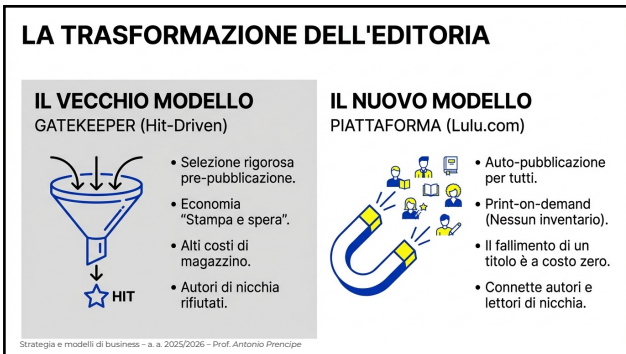 LA TRASFORMAZIONE DELL'EDITORIA
IL VECCHIO MODELLO
GATEKEEPER (Hit-Driven)
• Selezione rigorosa
pre-pubblicazione.
• Economia
“Stampa e spera”.
• Alti costi di
magazzino.
• Autori di nicchia
rifiutati.
HIT
IL NUOVO MODELLO
PIATTAFORMA (Lulu.com)
• Auto-pubblicazione
per tutti.
• Print-on-demand
(Nessun inventario).
• Il fallimento di un
titolo è a costo zero.
• Connette autori e
lettori di nicchia.
Strategia e modelli di business – a. a. 2025/2026 – Prof. Antonio Prencipe